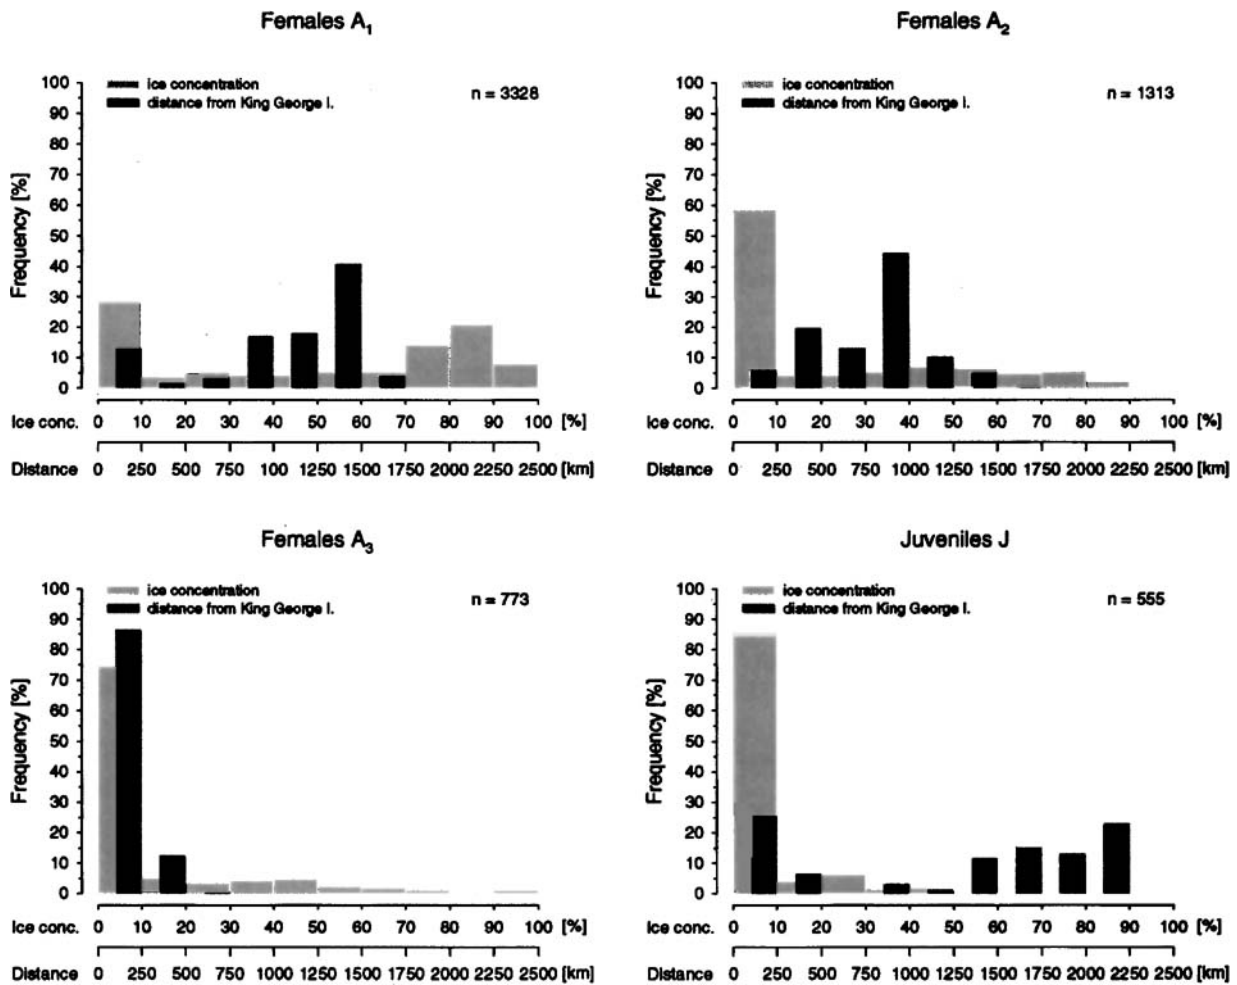 Females A₁
ice concentration
distance from King George I.
n = 3328
Frequency [%]
100
90
80
70
60
50
40
30
20
10
0
Ice conc. 0 10 20 30 40 50 60 70 80 90 100 [%]
Distance 0 250 500 750 100 1250 1500 1750 2000 2250 2500 [km]
Females A₂
ice concentration
distance from King George I.
n = 1313
Frequency [%]
100
90
80
70
60
50
40
30
20
10
0
Ice conc. 0 10 20 30 40 50 60 70 80 90 100 [%]
Distance 0 250 500 750 1000 1250 1500 1750 2000 2250 2500 [km]
Females A₃
ice concentration
distance from King George I.
n = 773
Frequency [%]
100
90
80
70
60
50
40
30
20
10
0
Ice conc. 0 10 20 30 40 50 60 70 80 90 100 [%]
Distance 0 250 500 750 1000 1250 1500 1750 2000 2250 2500 [km]
Juveniles J
ice concentration
distance from King George I.
n = 555
Frequency [%]
100
90
80
70
60
50
40
30
20
10
0
Ice conc. 0 10 20 30 40 50 60 70 80 90 100 [%]
Distance 0 250 500 750 1000 1250 1500 1750 2000 2250 2500 [km]